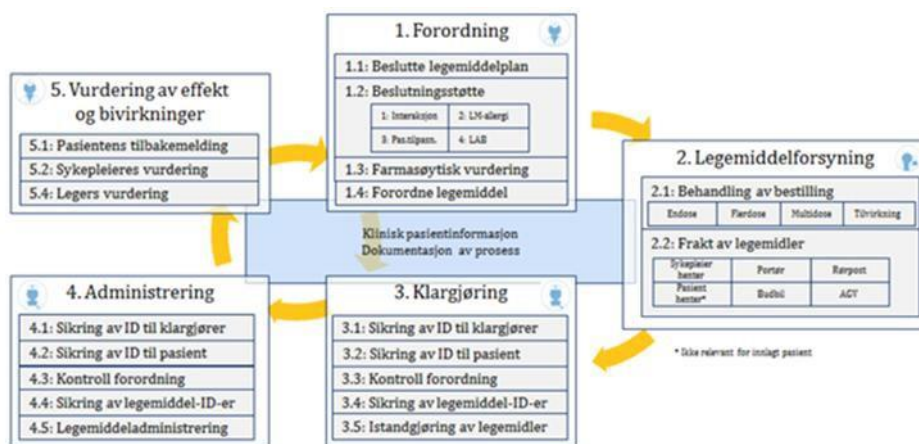 1. Forordning
1.1: Beslutte legemiddelplan
1.2: Beslutningsstøtte
1: Interaksjon
2: LM-allergi
3: Pas.tilpasn.
4: LAB
1.3: Farmasøytisk vurdering
1.4: Forordne legemiddel
2. Legemiddelforsyning
2.1: Behandling av bestilling
Endose
Flerdose
Multidose
Tilvirkning
2.2: Frakt av legemidler
Sykepleier
henter
Portør
Rørpost
Pasient
henter*
Budbil
AGV
* Ikke relevant for innlagt pasient
3. Klargjøring
3.1: Sikring av ID til klargjører
3.2: Sikring av ID til pasient
3.3: Kontroll forordning
3.4: Sikring av legemiddel-ID-er
3.5: Istandgjøring av legemidler
4. Administrering
4.1: Sikring av ID til klargjører
4.2: Sikring av ID til pasient
4.3: Kontroll forordning
4.4: Sikring av legemiddel-ID-er
4.5: Legemiddeladministrering
5. Vurdering av effekt
og bivirkninger
5.1: Pasientens tilbakemelding
5.2: Sykepleieres vurdering
5.4: Legers vurdering
Klinisk pasientinformasjon
Dokumentasjon av prosess